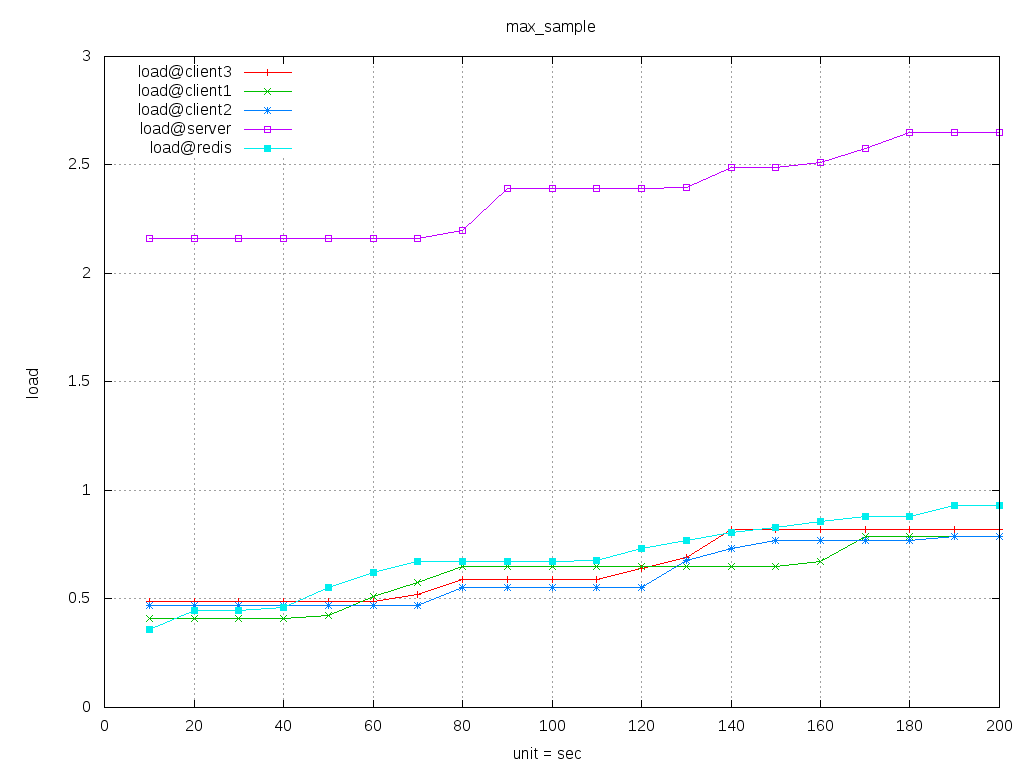 max_sample
load@client3
load@client1
load@client2
load@server
load@redis
3
2.5
2
1.5
1
0.5
0
load
0 20 40 60 80 100 120 140 160 180 200
unit = sec